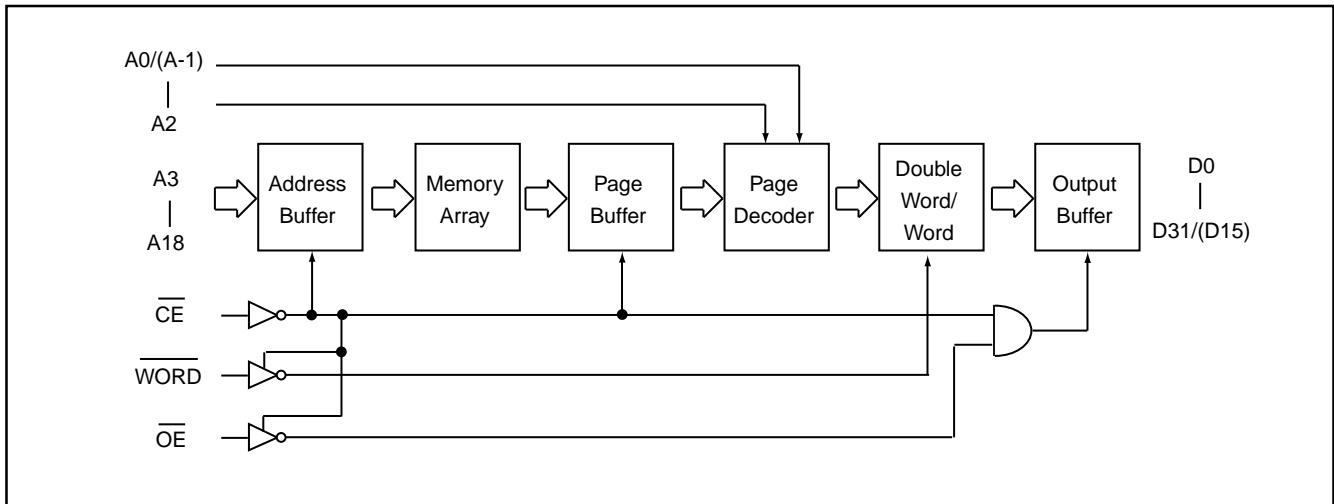 A0/(A-1)
A2
A3
A18
Address
Buffer
Memory
Array
Page
Buffer
Page
Decoder
Double
Word/
Word
Output
Buffer
D0
D31/(D15)
CE
WORD
OE